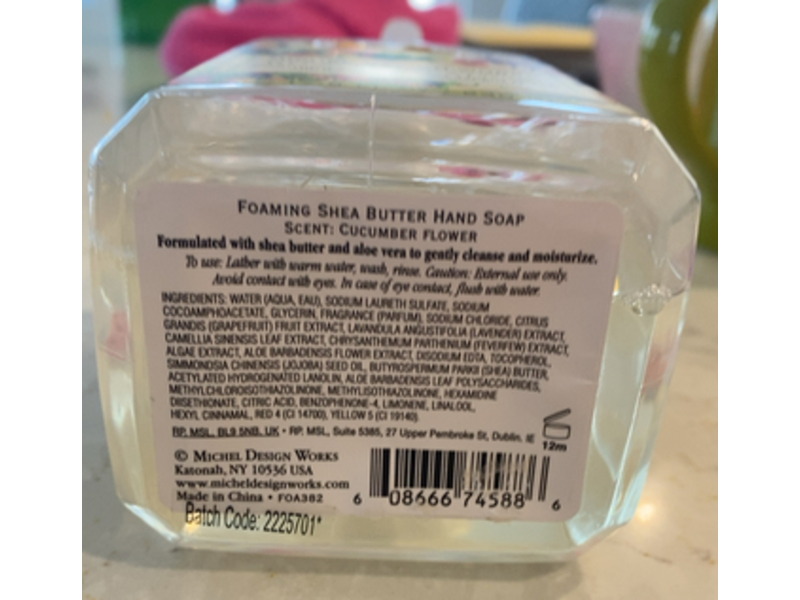 FOAMING SHEA BUTTER HAND SOAP
SCENT: CUCUMBER FLOWER
Formulated with shea butter and aloe vera to gently cleanse and moisturize.
To use: Lather with warm water, wash, rinse. Caution: External use only.
Avoid contact with eyes. In case of eye contact, flush with water.
INGREDIENTS: WATER (AQUA, EAU), SODIUM LAURETH SULFATE, SODIUM
COCOAMPHOACETATE, GLYCERIN, FRAGRANCE (PARFUM), SODIUM CHLORIDE, CITRUS
GRANDIS (GRAPEFRUIT) FRUIT EXTRACT, LAVANDULA ANGUSTIFOLIA (LAVENDER) EXTRACT,
CAMELLIA SINENSIS LEAF EXTRACT, CHRYSANTHEMUM PARTHENIUM (FEVERFEW) EXTRACT,
ALGAE EXTRACT, ALOE BARBADENSIS FLOWER EXTRACT, DISODIUM EDTA, TOCOPHEROL,
SIMMONDSIA CHINENSIS (JOJOBA) SEED OIL, BUTYROSPERMUM PARKII (SHEA) BUTTER,
ACETYLATED HYDROGENATED LANOLIN, ALOE BARBADENSIS LEAF POLYSACCHARIDES,
METHYLCHLOROISOTHIAZOLINONE, METHYLISOTHIAZOLINONE, HEXAMIDINE
DIISETHIONATE, CITRIC ACID, BENZOPHENONE-4, LIMONENE, LINALOOL,
HEXYL CINNAMAL, RED 4 (CI 14700), YELLOW 5 (CI 19140).
RP. MSL, BL9 5NB, UK • RP. MSL, Suite 5385, 27 Upper Pembroke St, Dublin, IE
12m
© MICHEL DESIGN WORKS
Katonah, NY 10536 USA
www.micheldesignworks.com
Made in China • FOA382
6 08666 74588 6
Batch Code: 2225701*